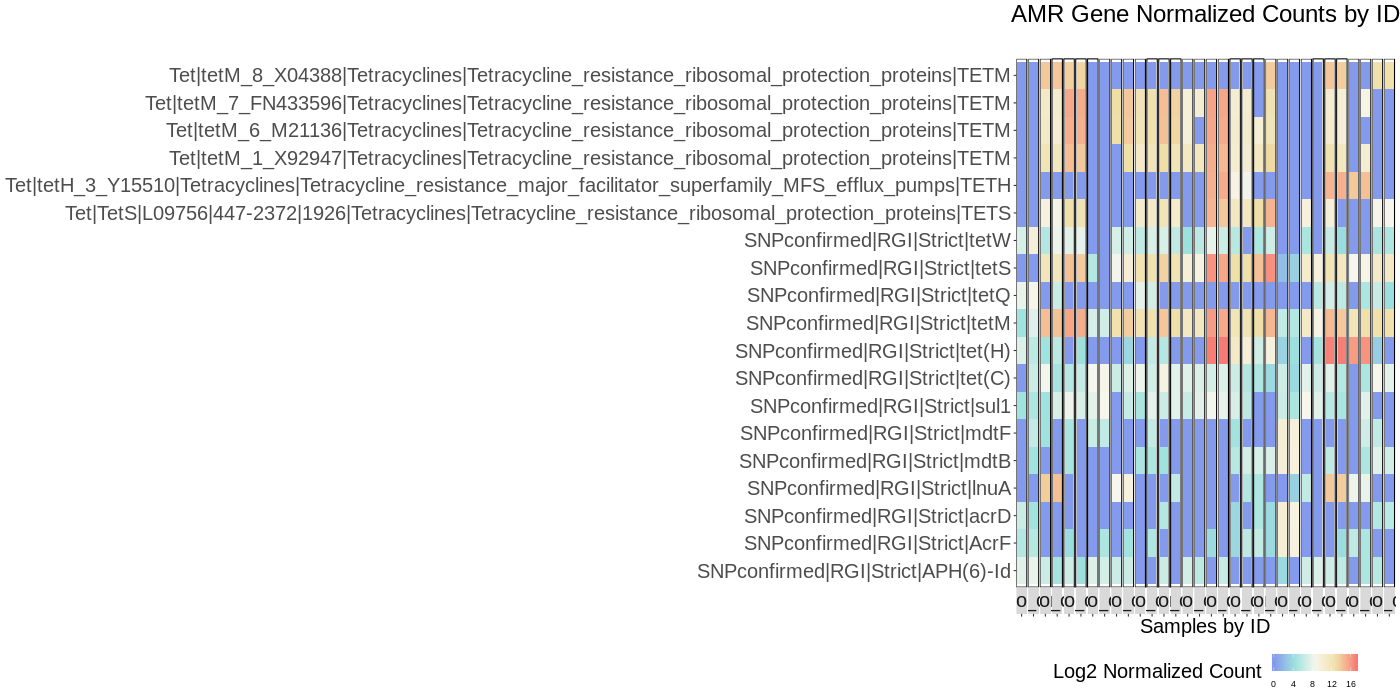 AMR Gene Normalized Counts by ID
Tet|tetM_8_X04388|Tetracyclines|Tetracycline_resistance_ribosomal_protection_proteins|TETM
Tet|tetM_7_FN433596|Tetracyclines|Tetracycline_resistance_ribosomal_protection_proteins|TETM
Tet|tetM_6_M21136|Tetracyclines|Tetracycline_resistance_ribosomal_protection_proteins|TETM
Tet|tetM_1_X92947|Tetracyclines|Tetracycline_resistance_ribosomal_protection_proteins|TETM
Tet|tetH_3_Y15510|Tetracyclines|Tetracycline_resistance_major_facilitator_superfamily_MFS_efflux_pumps|TETH
Tet|TetS|L09756|447-2372|1926|Tetracyclines|Tetracycline_resistance_ribosomal_protection_proteins|TETS
SNPconfirmed|RGI|Strict|tetW
SNPconfirmed|RGI|Strict|tetS
SNPconfirmed|RGI|Strict|tetQ
SNPconfirmed|RGI|Strict|tetM
SNPconfirmed|RGI|Strict|tet(H)
SNPconfirmed|RGI|Strict|tet(C)
SNPconfirmed|RGI|Strict|sul1
SNPconfirmed|RGI|Strict|mdtF
SNPconfirmed|RGI|Strict|mdtB
SNPconfirmed|RGI|Strict|lnuA
SNPconfirmed|RGI|Strict|acrD
SNPconfirmed|RGI|Strict|AcrF
SNPconfirmed|RGI|Strict|APH(6)-Id
Samples by ID
Log2 Normalized Count
0 4 8 12 16